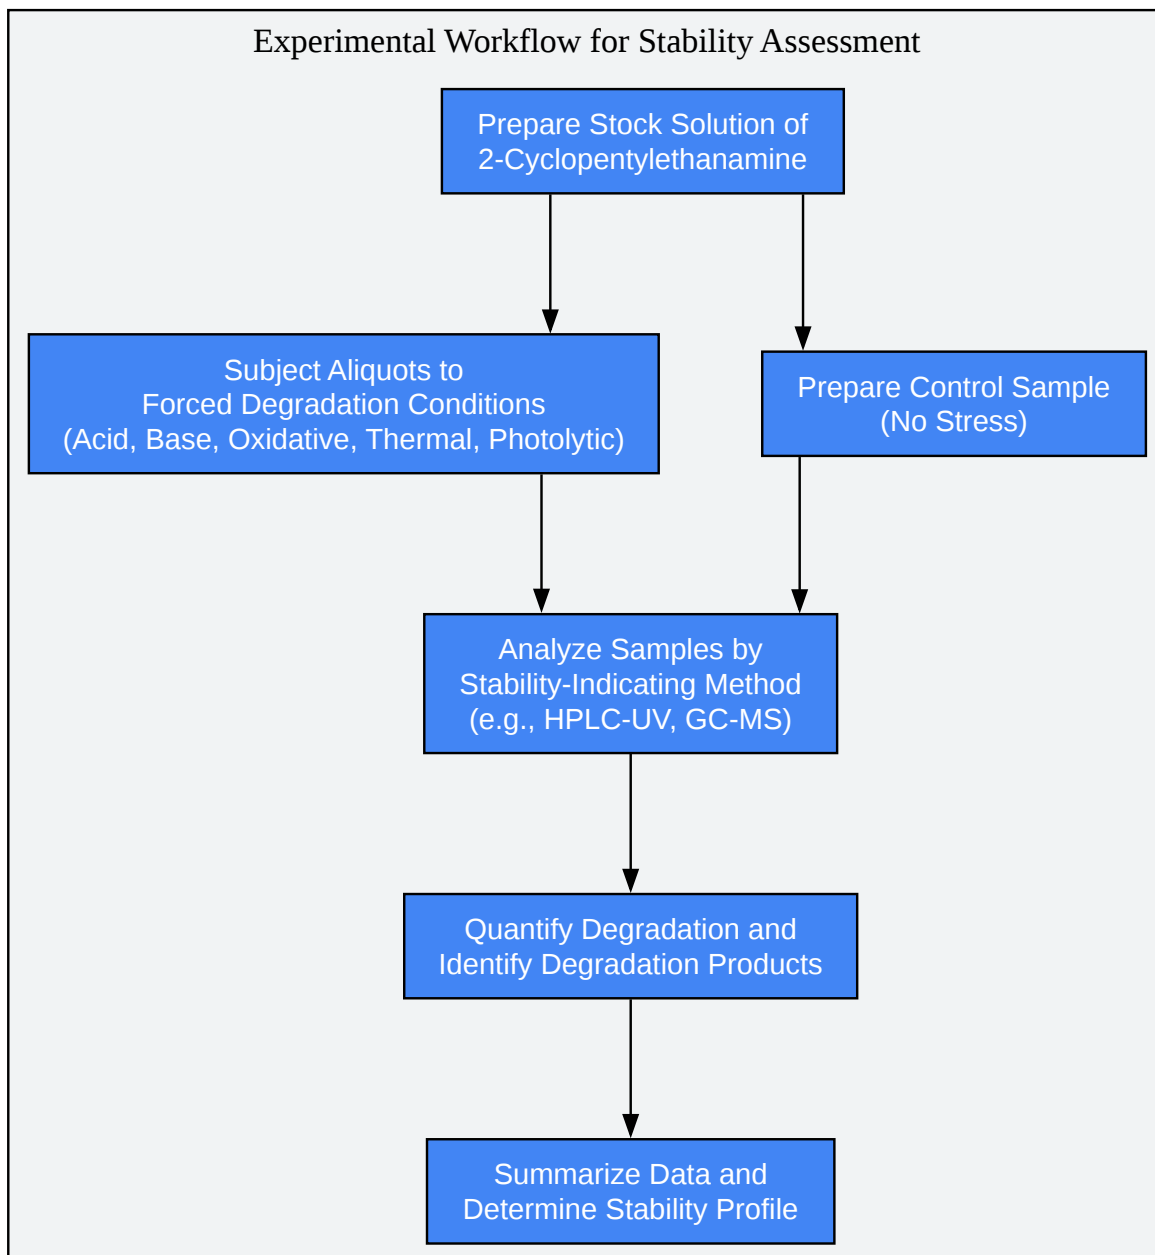 Experimental Workflow for Stability Assessment
Prepare Stock Solution of
2-Cyclopentylethanamine
Subject Aliquots to
Forced Degradation Conditions
(Acid, Base, Oxidative, Thermal, Photolytic)
Prepare Control Sample
(No Stress)
Analyze Samples by
Stability-Indicating Method
(e.g., HPLC-UV, GC-MS)
Quantify Degradation and
Identify Degradation Products
Summarize Data and
Determine Stability Profile